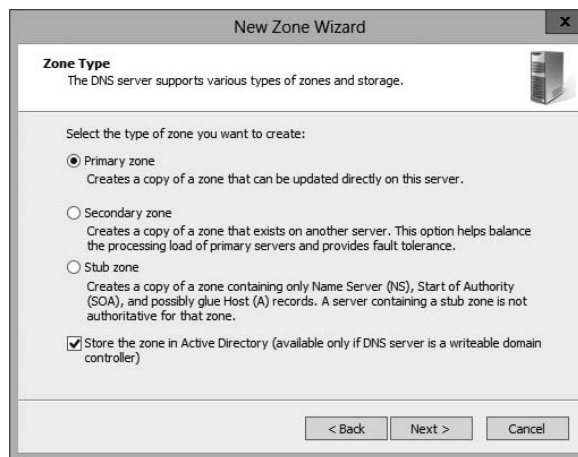 New Zone Wizard
x
Zone Type
The DNS server supports various types of zones and storage.
Select the type of zone you want to create:
Primary zone
Creates a copy of a zone that can be updated directly on this server.
Secondary zone
Creates a copy of a zone that exists on another server. This option helps balance
the processing load of primary servers and provides fault tolerance.
Stub zone
Creates a copy of a zone containing only Name Server (NS), Start of Authority
(SOA), and possibly glue Host (A) records. A server containing a stub zone is not
authoritative for that zone.
Store the zone in Active Directory (available only if DNS server is a writeable domain
controller)
< Back Next > Cancel